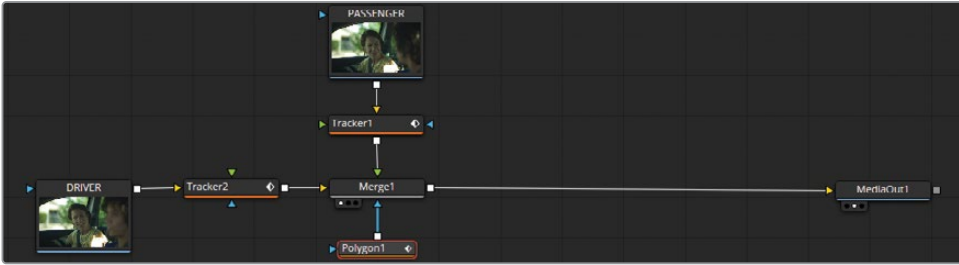 PASSENGER
Tracker1
DRIVER
Tracker2
Merge1
MediaOut1
Polygon1